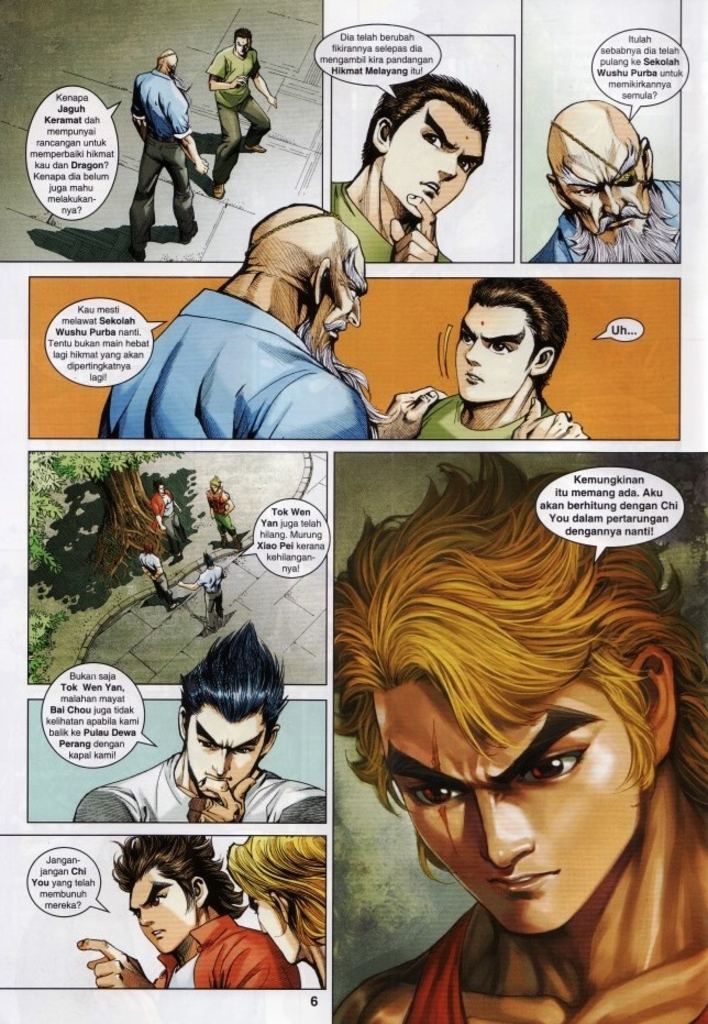 Kenapa
Jaguh
Keramat dah
mempunyai
rancangan untuk
memperbaiki hikmat
kau dan Dragon?
Kenapa dia belum
juga mahu
melakukan-
nya?
Dia telah berubah
fikirannya selepas dia
mengambil kira pandangan
Hikmat Melayang itu!
Itulah
sebabnya dia telah
pulang ke Sekolah
Wushu Purba untuk
memikirkannya
semula?
Kau mesti
melawat Sekolah
Wushu Purba nanti.
Tentu bukan main hebat
lagi hikmat yang akan
dipertingkatnya
lagi!
Uh...
Tok Wen
Yan juga telah
hilang. Murung
Xiao Pei kerana
kehilangan-
nya!
Bukan saja
Tok Wen Yan,
malahan mayat
Bai Chou juga tidak
kelihatan apabila kami
balik ke Pulau Dewa
Perang dengan
kapal kami!
Jangan-
jangan Chi
You yang telah
membunuh
mereka?
Kemungkinan
itu memang ada. Aku
akan berhitung dengan Chi
You dalam pertarungan
dengannya nanti!
6